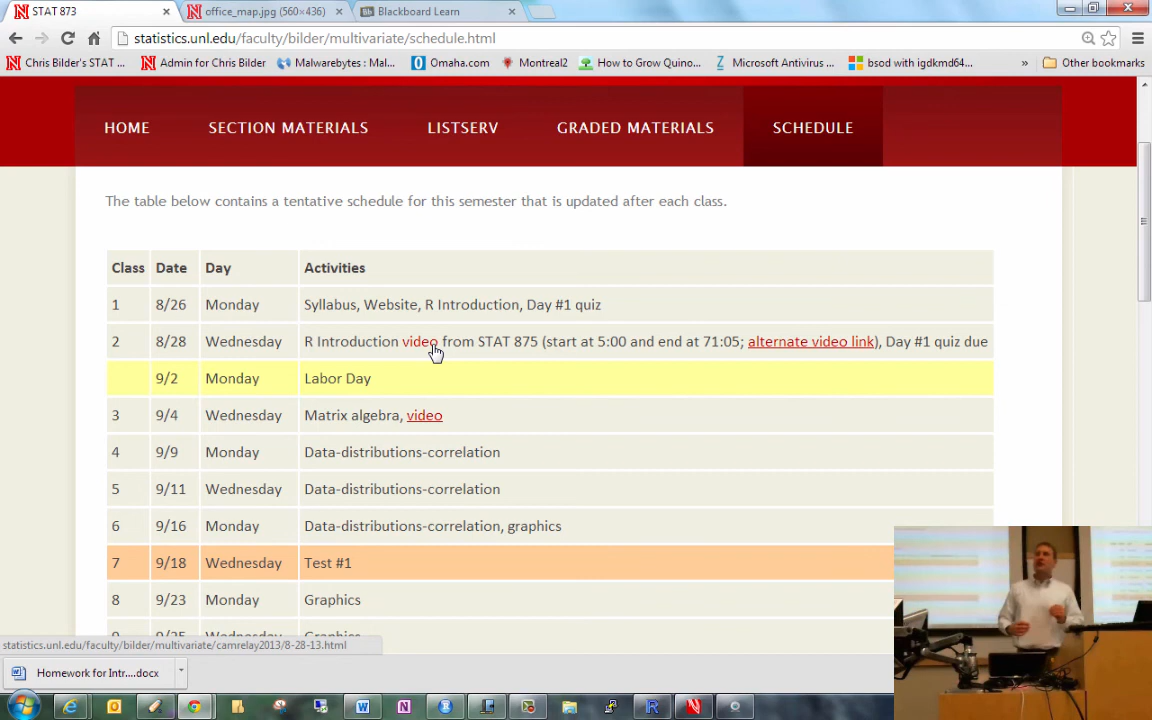 STAT 873
office_map.jpg (560×436)
Blackboard Learn
statistics.unl.edu/faculty/bilder/multivariate/schedule.html
Chris Bilder's STAT ...
Admin for Chris Bilder
Malwarebytes : Mal...
Omaha.com
Montreal2
How to Grow Quino...
Microsoft Antivirus ...
bsod with igdkmd64...
»
Other bookmarks
HOME
SECTION MATERIALS
LISTSERV
GRADED MATERIALS
SCHEDULE
The table below contains a tentative schedule for this semester that is updated after each class.
Class Date Day Activities
1 8/26 Monday Syllabus, Website, R Introduction, Day #1 quiz
2 8/28 Wednesday R Introduction video from STAT 875 (start at 5:00 and end at 71:05; alternate video link), Day #1 quiz due
9/2 Monday Labor Day
3 9/4 Wednesday Matrix algebra, video
4 9/9 Monday Data-distributions-correlation
5 9/11 Wednesday Data-distributions-correlation
6 9/16 Monday Data-distributions-correlation, graphics
7 9/18 Wednesday Test #1
8 9/23 Monday Graphics
9 9/25 Wednesday Graphics
statistics.unl.edu/faculty/bilder/multivariate/camrelay2013/8-28-13.html
Homework for Intr....docx